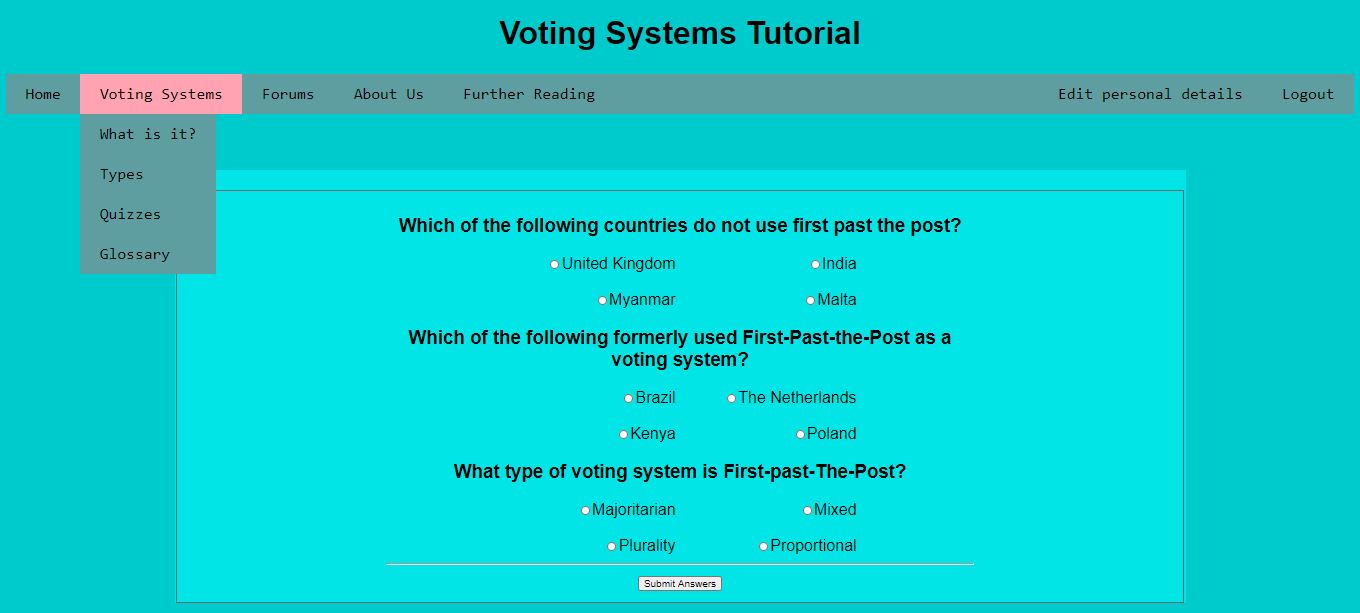 Voting Systems Tutorial
Home Voting Systems Forums About Us Further Reading Edit personal details Logout
What is it?
Types
Quizzes
Glossary
Which of the following countries do not use first past the post?
United Kingdom India
Myanmar Malta
Which of the following formerly used First-Past-the-Post as a
voting system?
Brazil The Netherlands
Kenya Poland
What type of voting system is First-past-The-Post?
Majoritarian Mixed
Plurality Proportional
Submit Answers